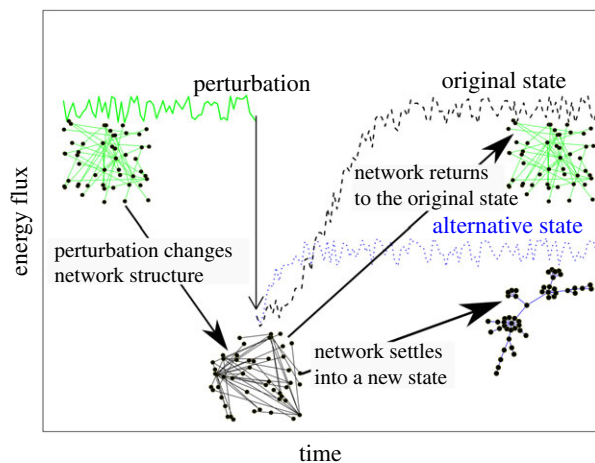 perturbation
original state
network returns
to the original state
alternative state
perturbation changes
network structure
network settles
into a new state
energy flux
time